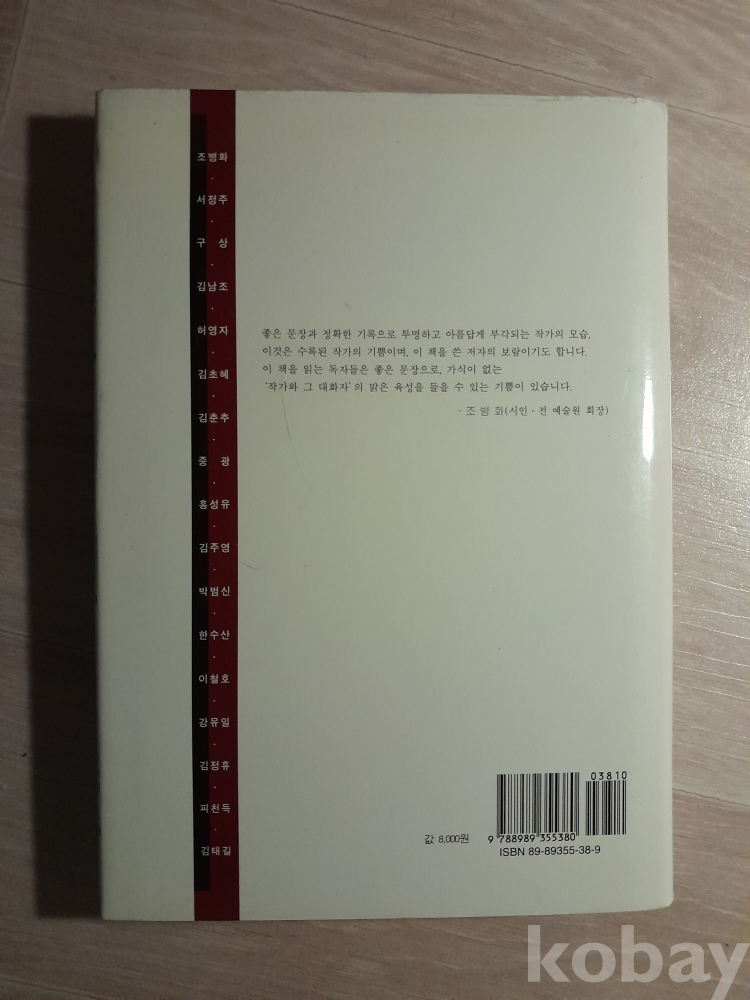 조병화
·
서정주
·
구 상
·
김남조
·
허영자
·
김초혜
·
김춘추
·
중 광
·
홍성유
·
김주영
·
박범신
·
한수산
·
이철호
·
강유일
·
김정휴
·
피천득
·
김태길
좋은 문장과 정확한 기록으로 투명하고 아름답게 부각되는 작가의 모습,
이것은 수록된 작가의 기쁨이며, 이 책을 쓴 저자의 보람이기도 합니다.
이 책을 읽는 독자들은 좋은 문장으로, 가식이 없는
'작가와 그 대화자'의 맑은 육성을 들을 수 있는 기쁨이 있습니다.
- 조 병 화(시인 · 전 예술원 회장)
03810
값 8,000원
9 788989 355380
ISBN 89-89355-38-9
kobay